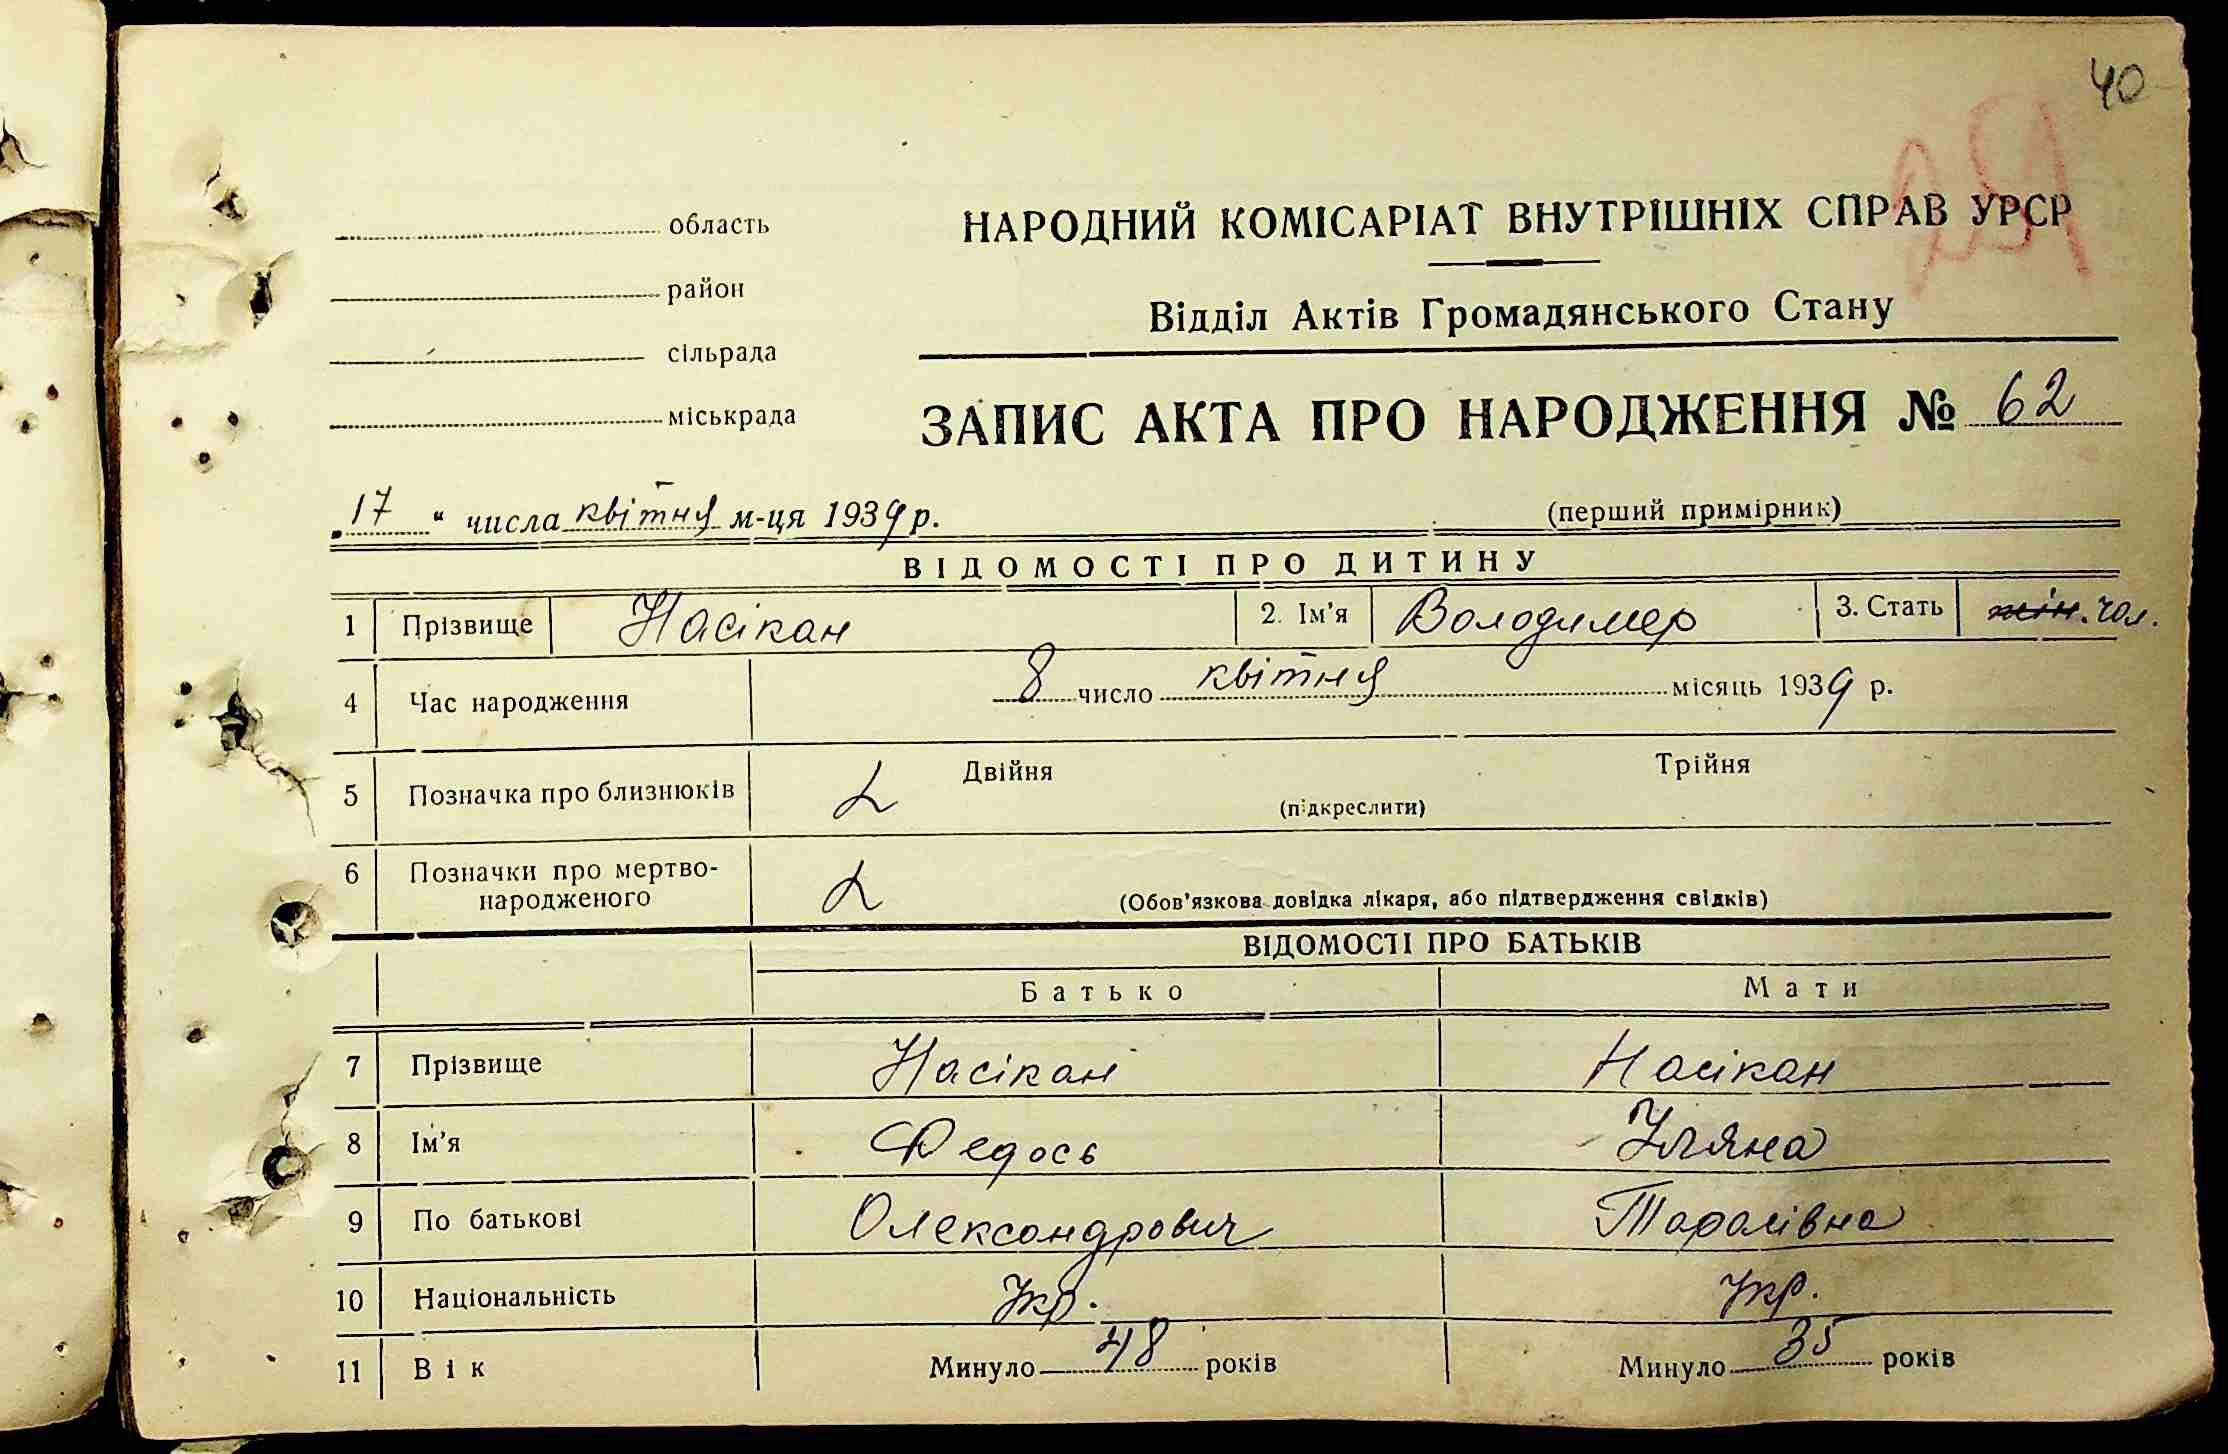 40
область
район
сільрада
міськрада
НАРОДНИЙ КОМІСАРІАТ ВНУТРІШНІХ СПРАВ УРСР
Відділ Актів Громадянського Стану
ЗАПИС АКТА ПРО НАРОДЖЕННЯ № 62
„17“ числа квітня м-ця 1939 р.
(перший примірник)
ВІДОМОСТІ ПРО ДИТИНУ
1 Прізвище Насікан 2. Ім'я Володимер 3. Стать жін. чол.
4 Час народження 8 число квітня місяць 1939 р.
5 Позначка про близнюків Двійня Трійня
(підкреслити)
6 Позначки про мертво-
народженого (Обов'язкова довідка лікаря, або підтвердження свідків)
ВІДОМОСТІ ПРО БАТЬКІВ
Батько Мати
7 Прізвище Насікан Насікан
8 Ім'я Федось Уляна
9 По батькові Олександрович Тарасівна
10 Національність Укр. Укр.
11 Вік Минуло 48 років Минуло 35 років